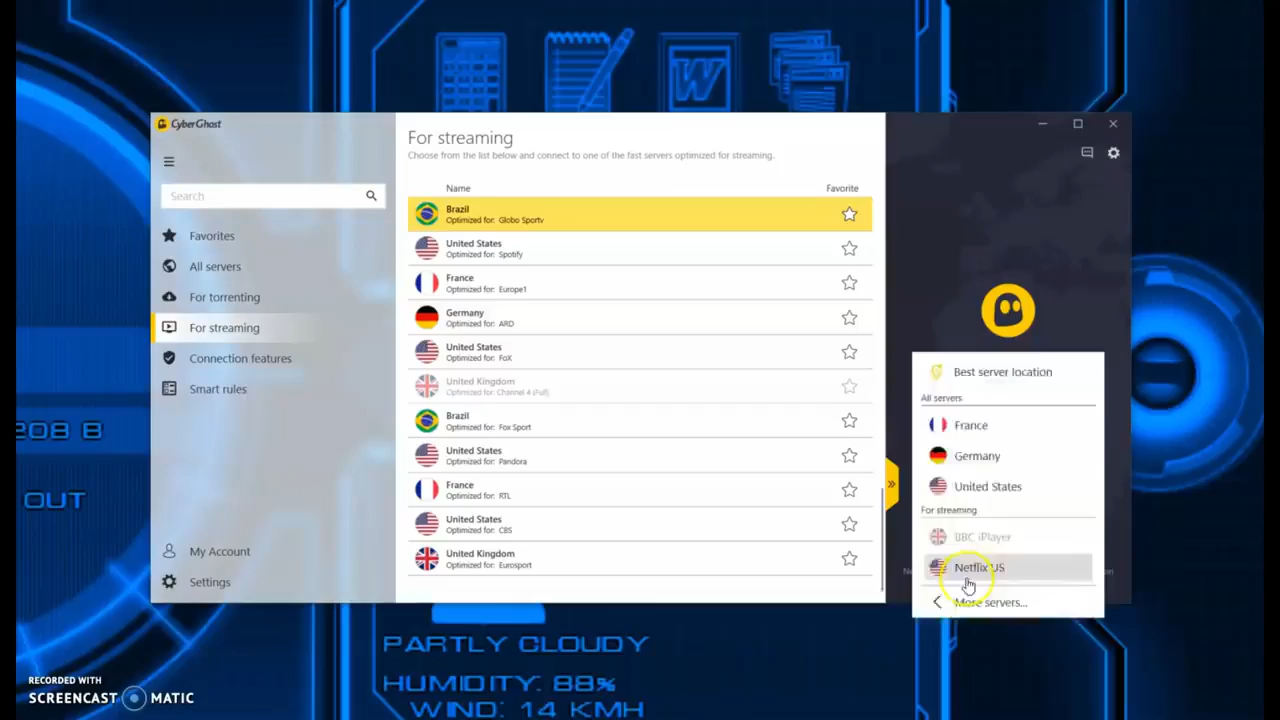 CyberGhost
Search
Favorites
All servers
For torrenting
For streaming
Connection features
Smart rules
My Account
Settings
For streaming
Choose from the list below and connect to one of the fast servers optimized for streaming.
Name Favorite
Brazil
Optimized for: Globo Sportv
United States
Optimized for: Spotify
France
Optimized for: Europe1
Germany
Optimized for: ARD
United States
Optimized for: FoX
United Kingdom
Optimized for: Channel 4 (Full)
Brazil
Optimized for: Fox Sport
United States
Optimized for: Pandora
France
Optimized for: RTL
United States
Optimized for: CBS
United Kingdom
Optimized for: Eurosport
Best server location
All servers
France
Germany
United States
For streaming
BBC iPlayer
Netflix US
More servers...
W
208 B
OUT
PARTLY CLOUDY
HUMIDITY: 88%
WIND: 14 KMH
RECORDED WITH
SCREENCAST MATIC